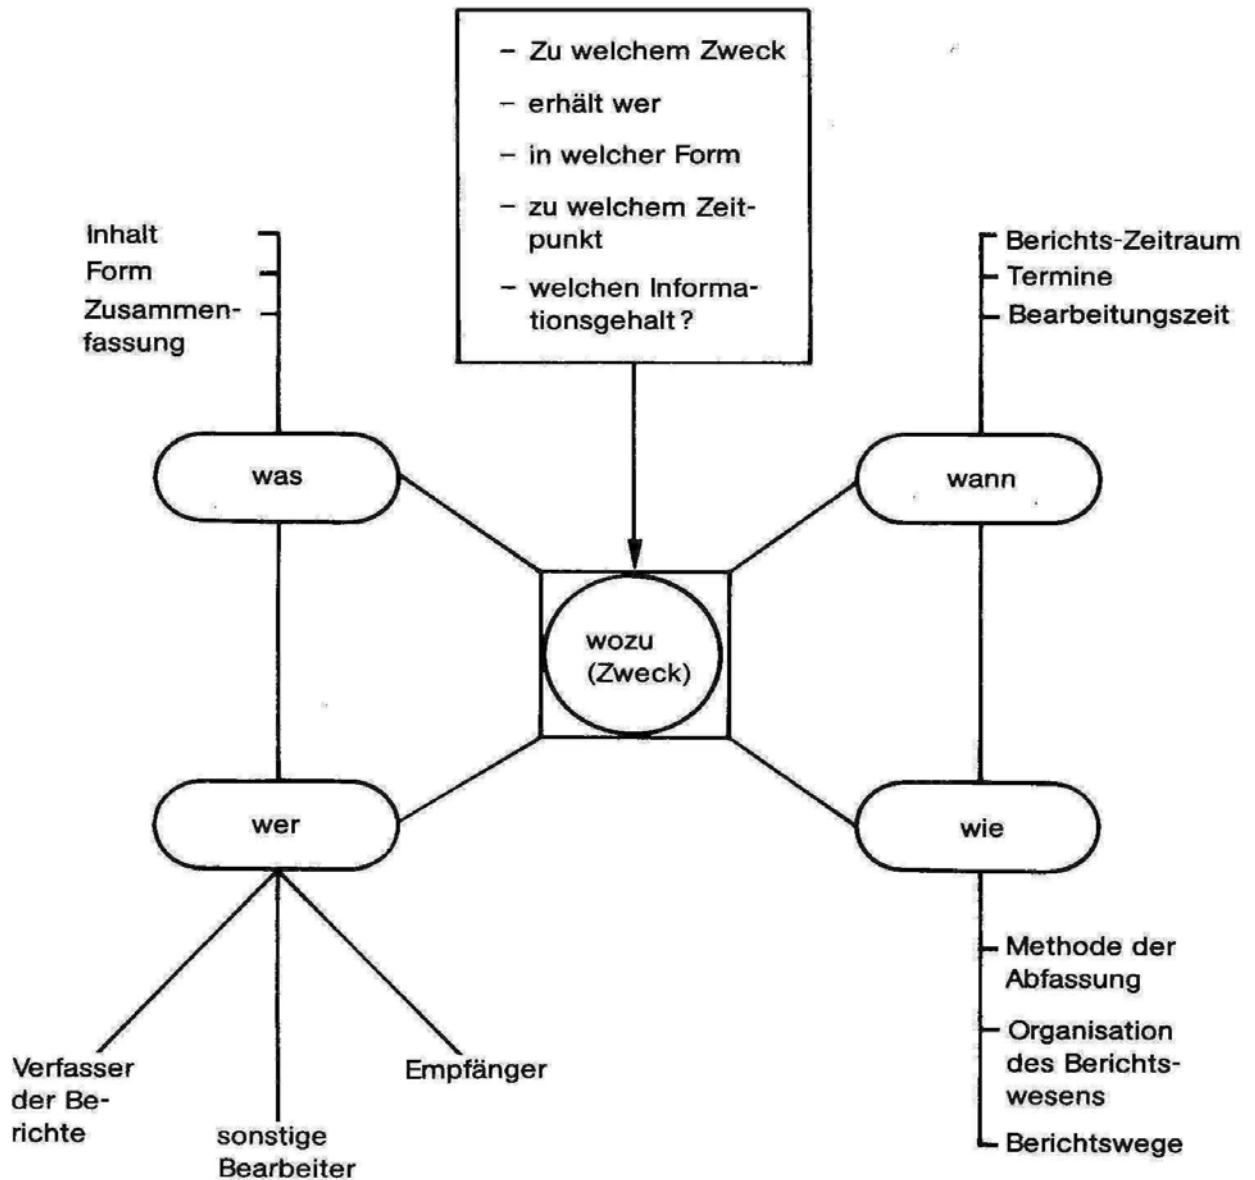 – Zu welchem Zweck
– erhält wer
– in welcher Form
– zu welchem Zeit-
punkt
– welchen Informa-
tionsgehalt?
Inhalt
Form
Zusammen-
fassung
Berichts-Zeitraum
Termine
Bearbeitungszeit
was
wann
wozu
(Zweck)
wer
wie
Verfasser
der Be-
richte
sonstige
Bearbeiter
Empfänger
Methode der
Abfassung
Organisation
des Berichts-
wesens
Berichtswege